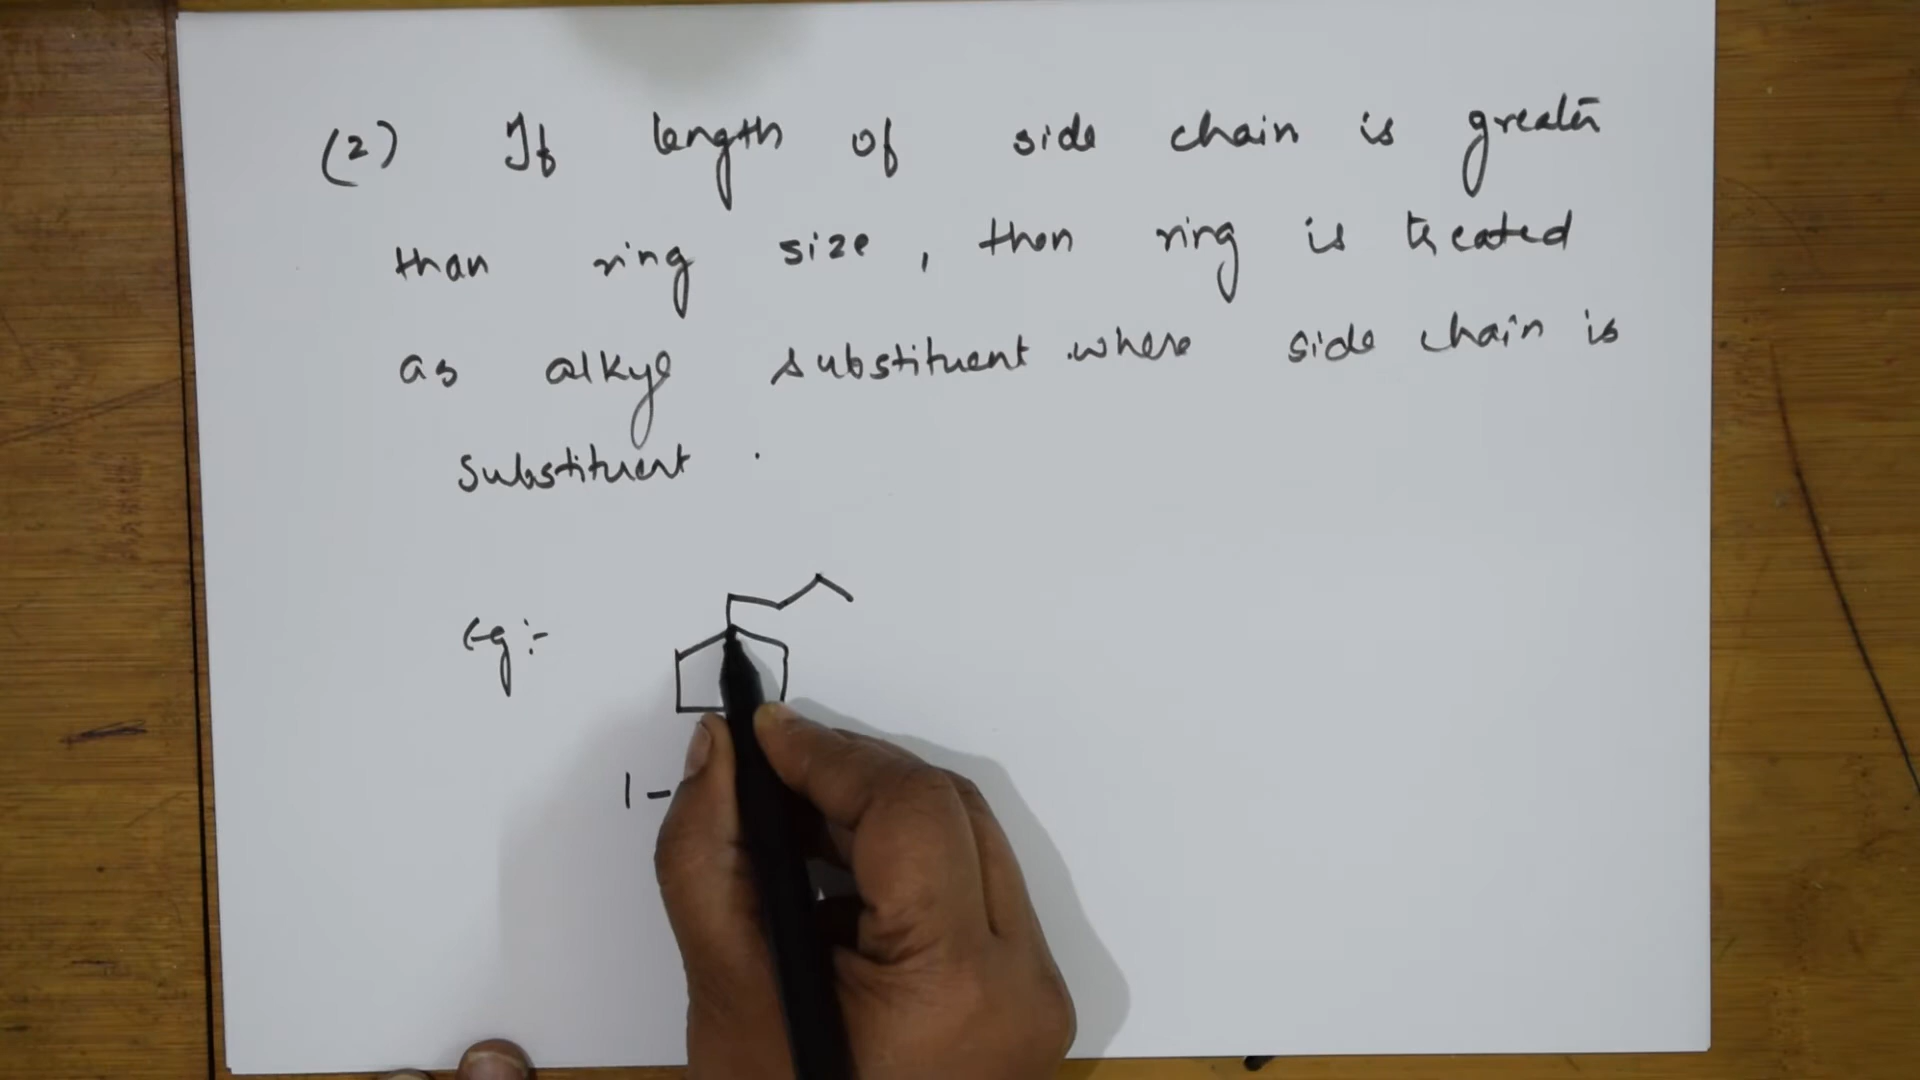 (2) If length of side chain is greater
than ring size, then ring is treated
as alkyl substituent where side chain is
substituent.
eg:-
1-